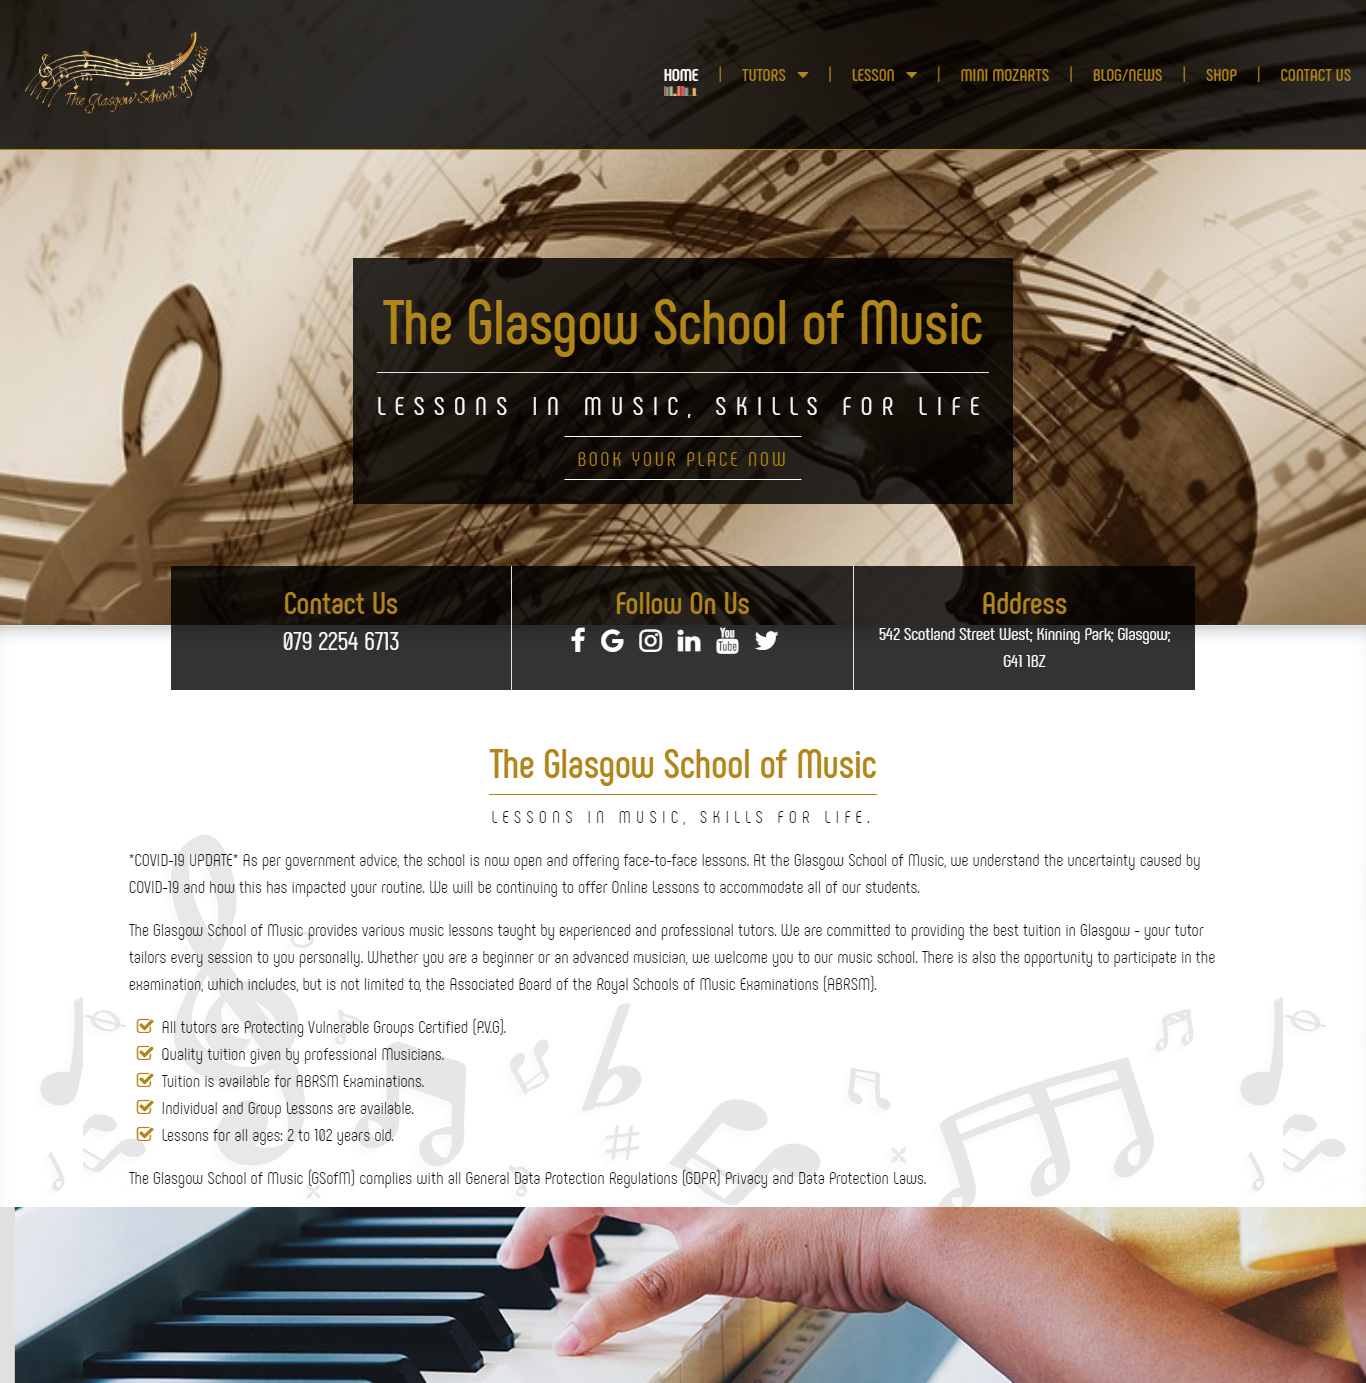 The Glasgow School of Music
HOME | TUTORS | LESSON | MINI MOZARTS | BLOG/NEWS | SHOP | CONTACT US
The Glasgow School of Music
LESSONS IN MUSIC, SKILLS FOR LIFE
BOOK YOUR PLACE NOW
Contact Us
079 2254 6713
Follow On Us
You Tube
Address
542 Scotland Street West; Kinning Park; Glasgow;
G41 1BZ
The Glasgow School of Music
LESSONS IN MUSIC, SKILLS FOR LIFE.
*COVID-19 UPDATE* As per government advice, the school is now open and offering face-to-face lessons. At the Glasgow School of Music, we understand the uncertainty caused by
COVID-19 and how this has impacted your routine. We will be continuing to offer Online Lessons to accommodate all of our students.
The Glasgow School of Music provides various music lessons taught by experienced and professional tutors. We are committed to providing the best tuition in Glasgow - your tutor
tailors every session to you personally. Whether you are a beginner or an advanced musician, we welcome you to our music school. There is also the opportunity to participate in the
examination, which includes, but is not limited to, the Associated Board of the Royal Schools of Music Examinations (ABRSM).
All tutors are Protecting Vulnerable Groups Certified (P.V.G).
Quality tuition given by professional Musicians.
Tuition is available for ABRSM Examinations.
Individual and Group Lessons are available.
Lessons for all ages: 2 to 102 years old.
The Glasgow School of Music (GSofM) complies with all General Data Protection Regulations (GDPR) Privacy and Data Protection Laws.